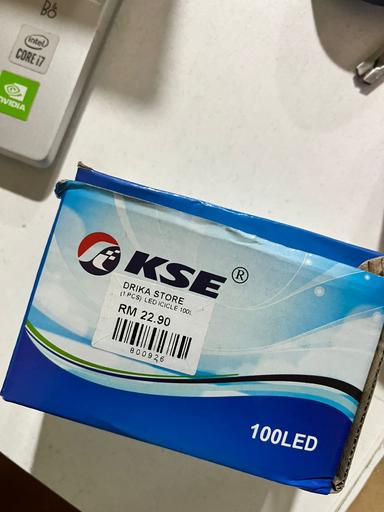 B&O
intel
CORE i7
NVIDIA
KSE®
DRIKA STORE
(1 PCS) LED ICICLE 100L
RM 22.90
800926
100LED